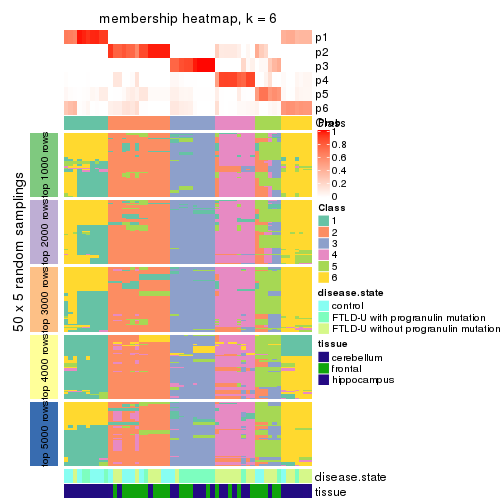 membership heatmap, k = 6
p1
p2
p3
p4
p5
p6
Prob
Class
1
0.8
0.6
0.4
0.2
0
Class
1
2
3
4
5
6
disease.state
control
FTLD-U with progranulin mutation
FTLD-U without progranulin mutation
tissue
cerebellum
frontal
hippocampus
50 x 5 random samplings
top 1000 rows
top 2000 rows
top 3000 rows
top 4000 rows
top 5000 rows
disease.state
tissue